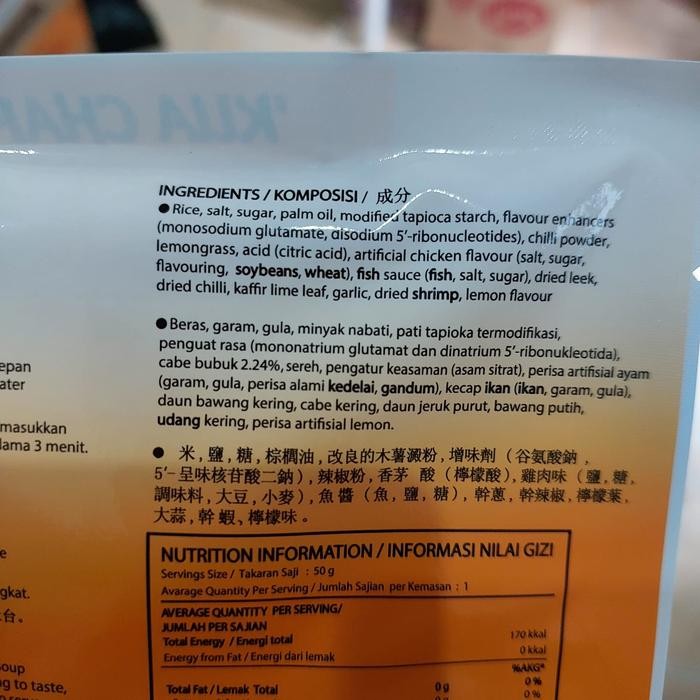 'KUA CHA
INGREDIENTS / KOMPOSISI / 成分
● Rice, salt, sugar, palm oil, modified tapioca starch, flavour enhancers
(monosodium glutamate, disodium 5'-ribonucleotides), chilli powder,
lemongrass, acid (citric acid), artificial chicken flavour (salt, sugar,
flavouring, soybeans, wheat), fish sauce (fish, salt, sugar), dried leek,
dried chilli, kaffir lime leaf, garlic, dried shrimp, lemon flavour
● Beras, garam, gula, minyak nabati, pati tapioka termodifikasi,
penguat rasa (mononatrium glutamat dan dinatrium 5'-ribonukleotida),
cabe bubuk 2.24%, sereh, pengatur keasaman (asam sitrat), perisa artifisial ayam
(garam, gula, perisa alami kedelai, gandum), kecap ikan (ikan, garam, gula),
daun bawang kering, cabe kering, daun jeruk purut, bawang putih,
udang kering, perisa artifisial lemon.
● 米，鹽，糖，棕櫚油，改良的木薯澱粉，增味劑（谷氨酸鈉，
5'-呈味核苷酸二鈉），辣椒粉，香茅 酸（檸檬酸），雞肉味（鹽，糖，
調味料，大豆，小麥），魚醬（魚，鹽，糖），幹蔥，幹辣椒，檸檬葉，
大蒜，幹蝦，檸檬味。
epan
ater
masukkan
lama 3 menit.
e
gkat.
台。
oup
g to taste,
NUTRITION INFORMATION / INFORMASI NILAI GIZI
Servings Size / Takaran Saji : 50 g
Avarage Quantity Per Serving / Jumlah Sajian per Kemasan : 1
AVERAGE QUANTITY PER SERVING/
JUMLAH PER SAJIAN
Total Energy / Energi total 170 kkal
Energy from Fat / Energi dari lemak 0 kkal
%AKG*
Total Fat / Lemak Total 0 g 0 %
0 %